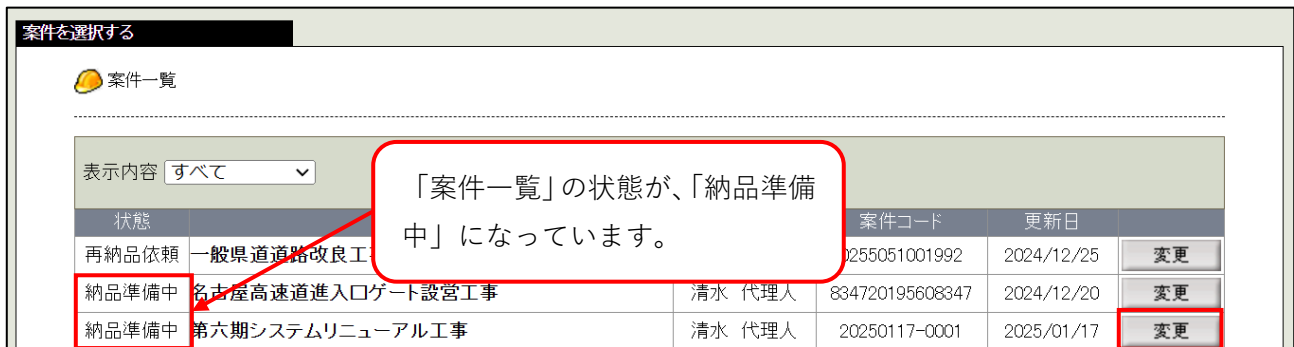 案件を選択する
案件一覧
表示内容 すべて
「案件一覧」の状態が、「納品準備
中」になっています。
状態 案件コード 更新日
再納品依頼 一般県道道路改良工 0255051001992 2024/12/25 変更
納品準備中 名古屋高速道進入口ゲート設営工事 清水 代理人 834720195608347 2024/12/20 変更
納品準備中 第六期システムリニューアル工事 清水 代理人 20250117-0001 2025/01/17 変更